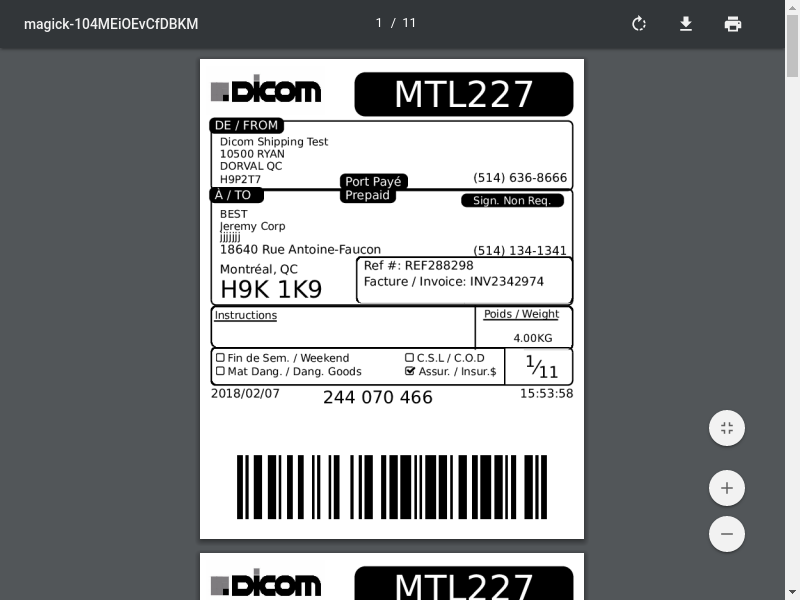 magick-104MEiOEvCfDBKM
1 / 11
Dicom
MTL227
DE / FROM
Dicom Shipping Test
10500 RYAN
DORVAL QC
H9P2T7
(514) 636-8666
Port Payé
Prepaid
À / TO
Sign. Non Req.
BEST
Jeremy Corp
jjjjjjj
18640 Rue Antoine-Faucon
(514) 134-1341
Montréal, QC
H9K 1K9
Ref #: REF288298
Facture / Invoice: INV2342974
Instructions
Poids / Weight
4.00KG
Fin de Sem. / Weekend
C.S.L / C.O.D
Mat Dang. / Dang. Goods
Assur. / Insur.$
1/11
2018/02/07
244 070 466
15:53:58
Dicom
MTL227